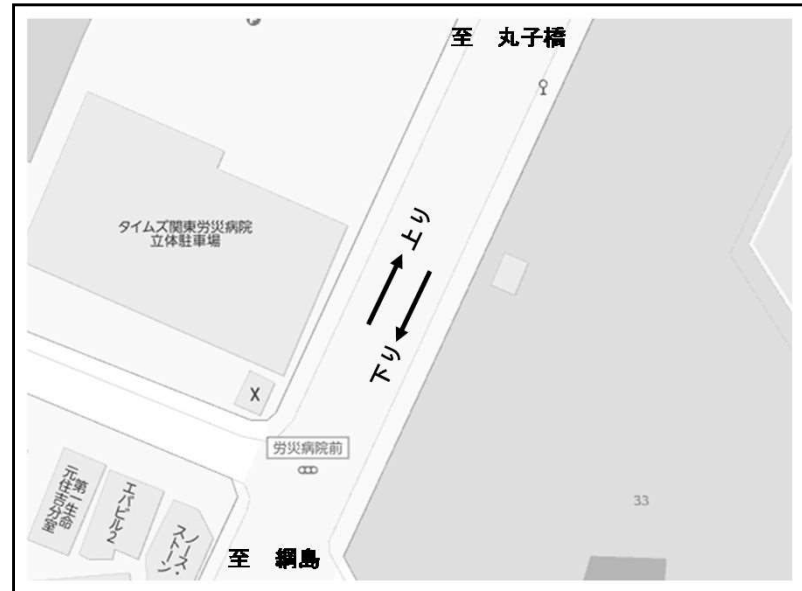 至　丸子橋
上り
タイムズ関東労災病院
立体駐車場
下り
X
労災病院前
第一生命
元住吉分室
エバビル2
ノース・
ストーン
33
至　綱島